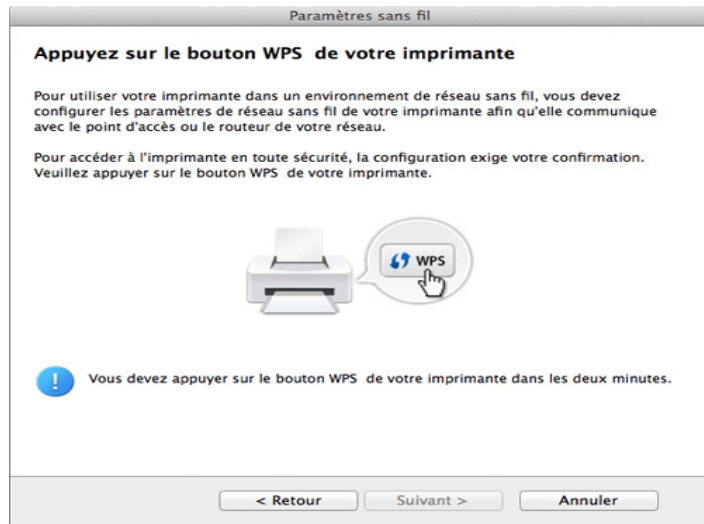 Paramètres sans fil
Appuyez sur le bouton WPS  de votre imprimante
Pour utiliser votre imprimante dans un environnement de réseau sans fil, vous devez
configurer les paramètres de réseau sans fil de votre imprimante afin qu'elle communique
avec le point d'accès ou le routeur de votre réseau.
Pour accéder à l'imprimante en toute sécurité, la configuration exige votre confirmation.
Veuillez appuyer sur le bouton WPS  de votre imprimante.
WPS
Vous devez appuyer sur le bouton WPS  de votre imprimante dans les deux minutes.
< Retour
Suivant >
Annuler